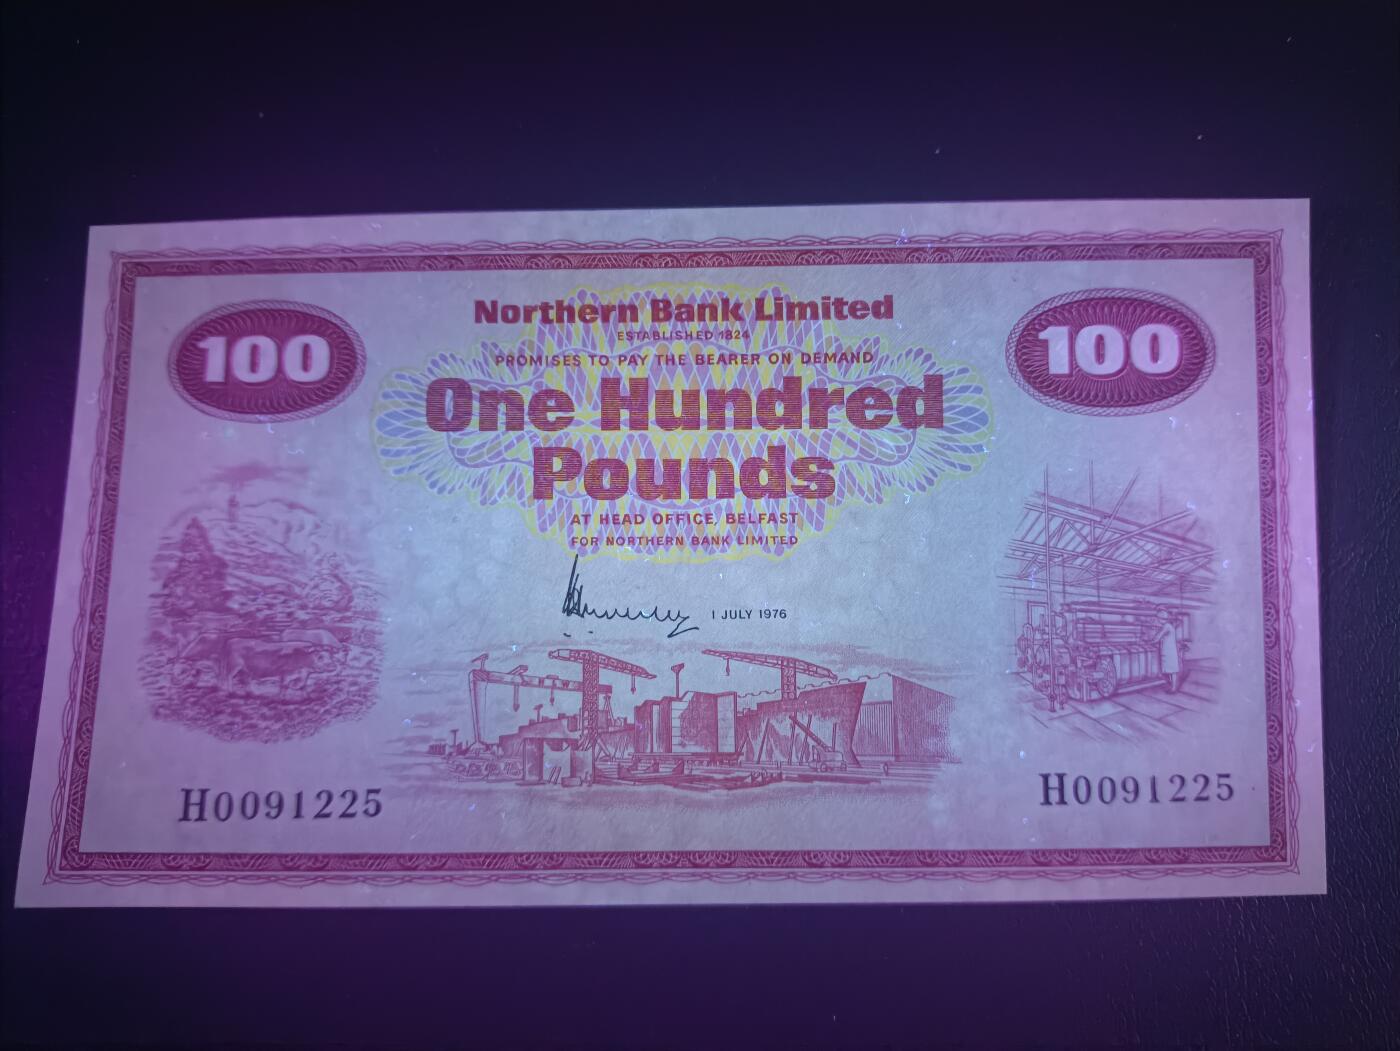 Northern Bank Limited
ESTABLISHED 1824
PROMISES TO PAY THE BEARER ON DEMAND
100
One Hundred
100
Pounds
AT HEAD OFFICE, BELFAST
FOR NORTHERN BANK LIMITED
1 JULY 1976
H0091225
H0091225